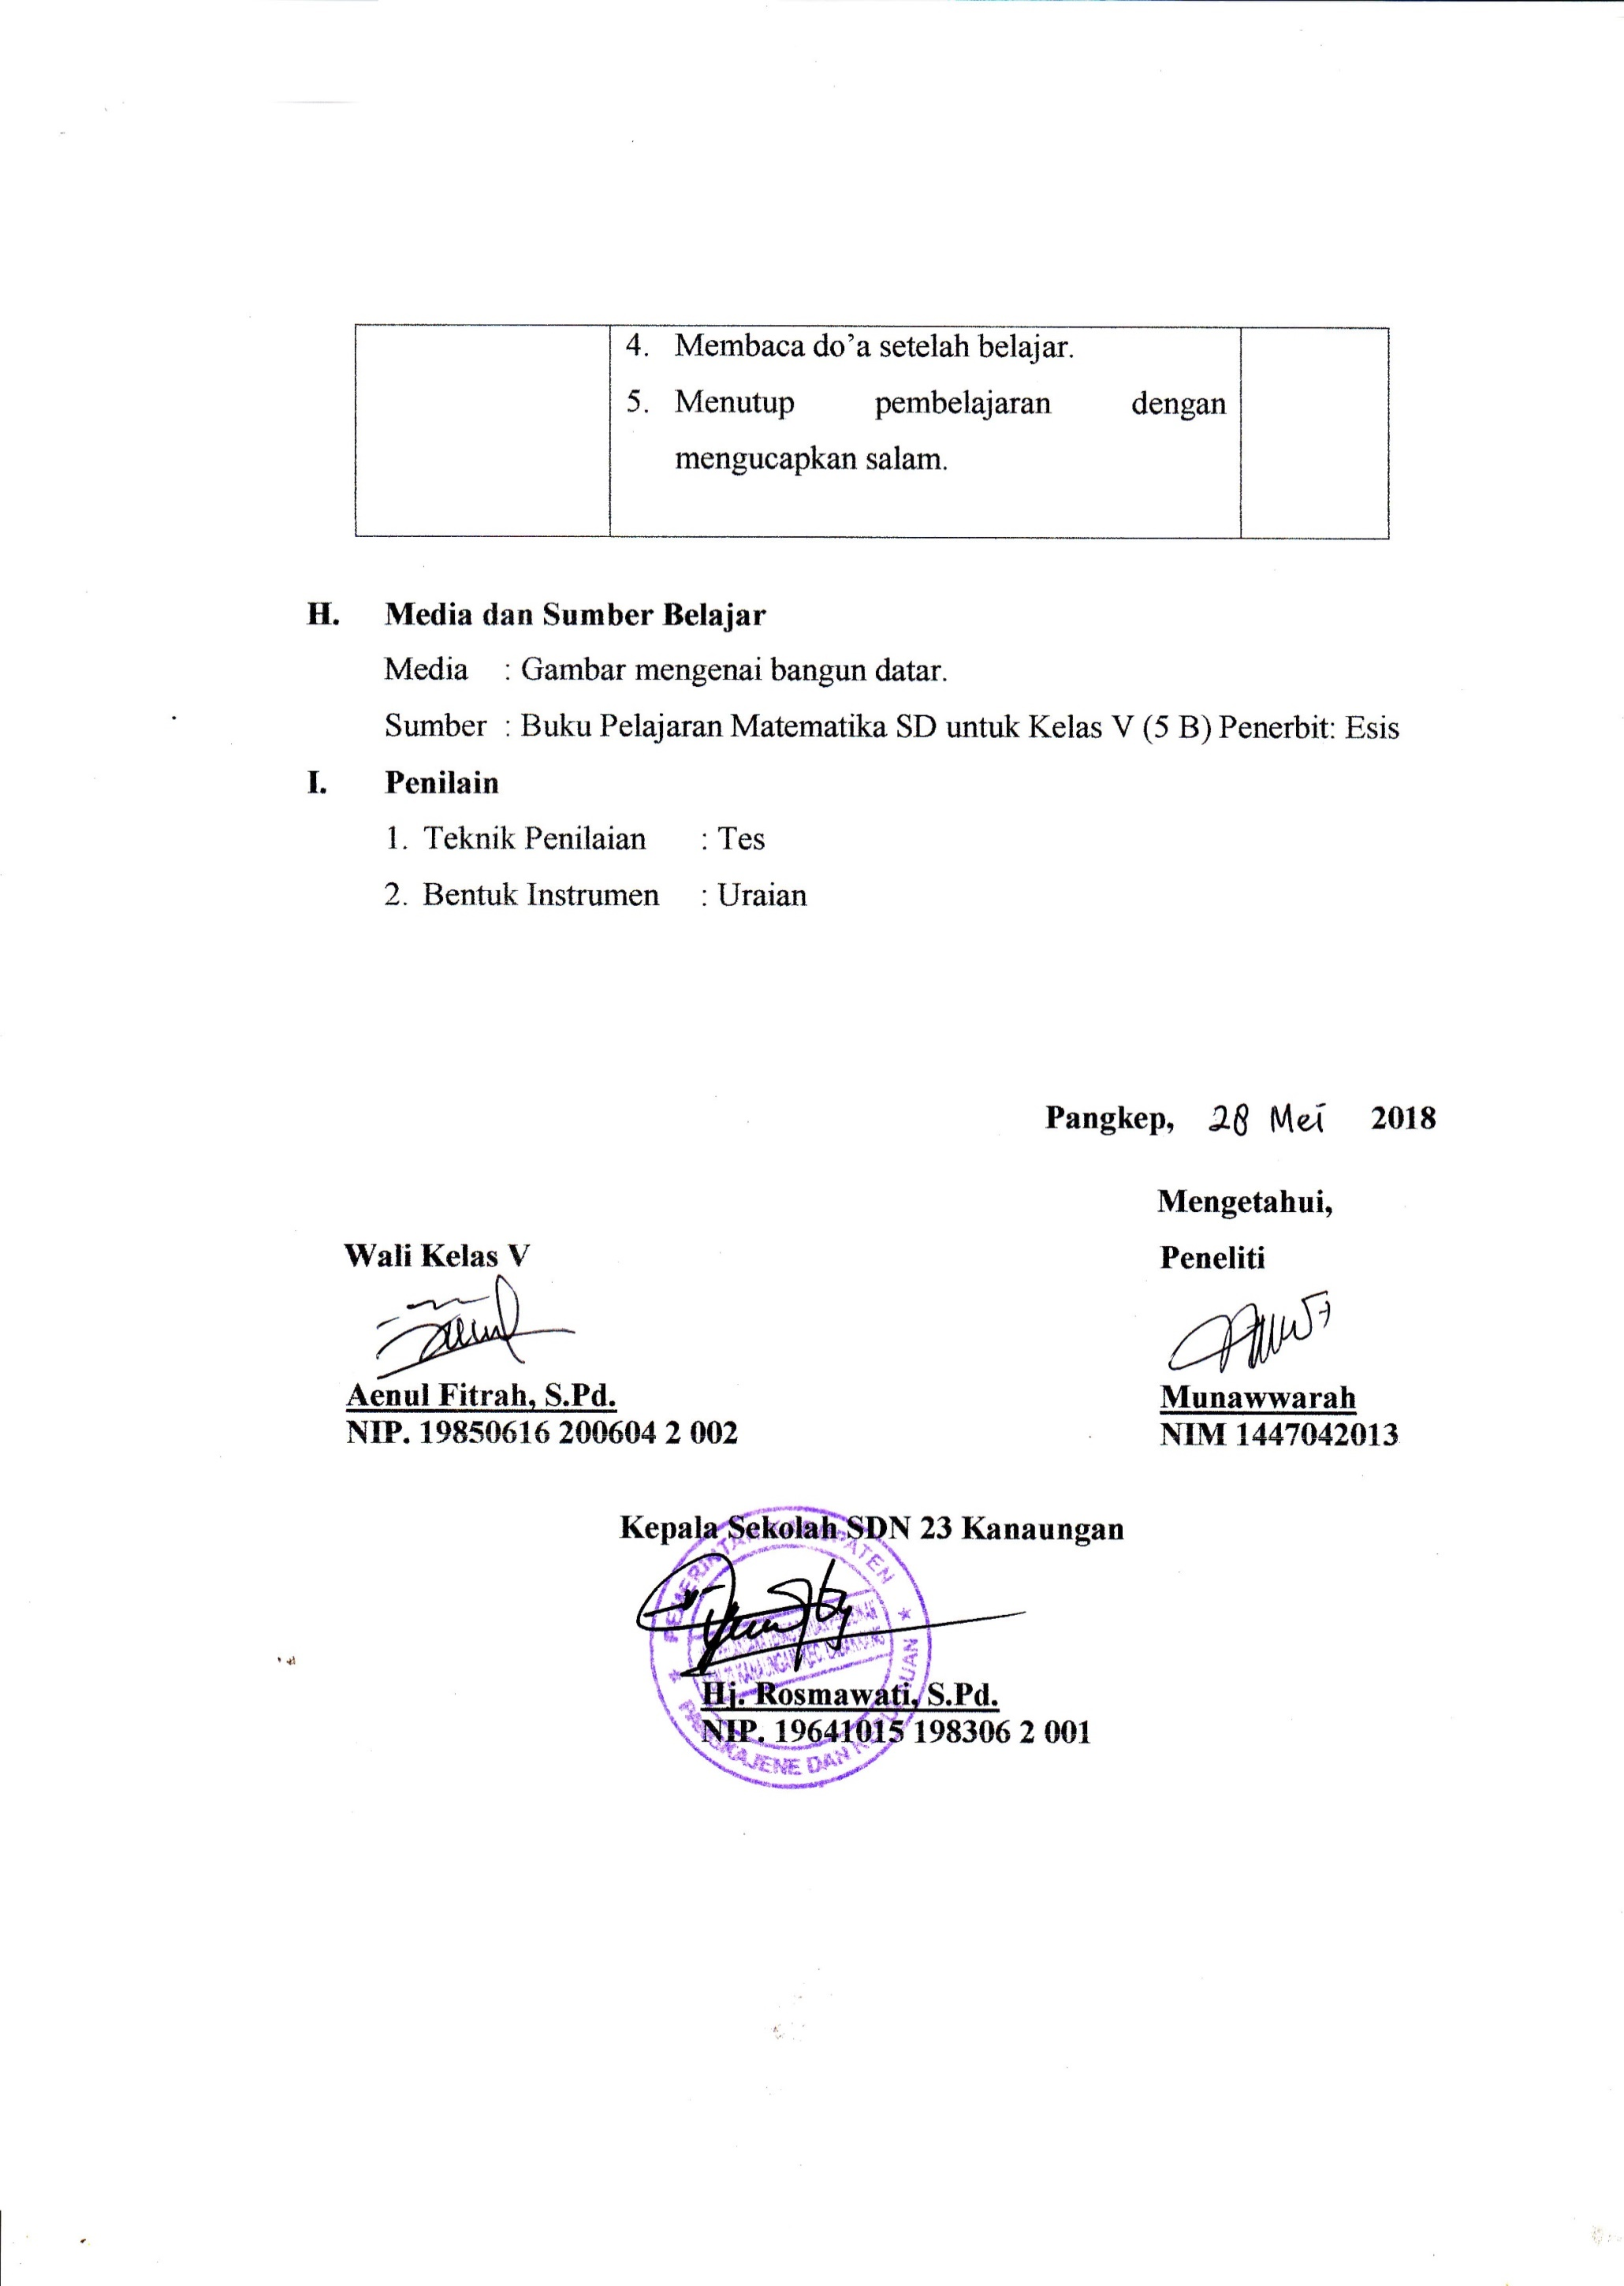 4. Membaca do’a setelah belajar.
5. Menutup pembelajaran dengan
mengucapkan salam.
H. Media dan Sumber Belajar
Media : Gambar mengenai bangun datar.
Sumber : Buku Pelajaran Matematika SD untuk Kelas V (5 B) Penerbit: Esis
I. Penilain
1. Teknik Penilaian : Tes
2. Bentuk Instrumen : Uraian
Pangkep, 28 Mei 2018
Mengetahui,
Wali Kelas V Peneliti
Aenul Fitrah, S.Pd. Munawwarah
NIP. 19850616 200604 2 002 NIM 1447042013
Kepala Sekolah SDN 23 Kanaungan
Hj. Rosmawati, S.Pd.
NIP. 19641015 198306 2 001